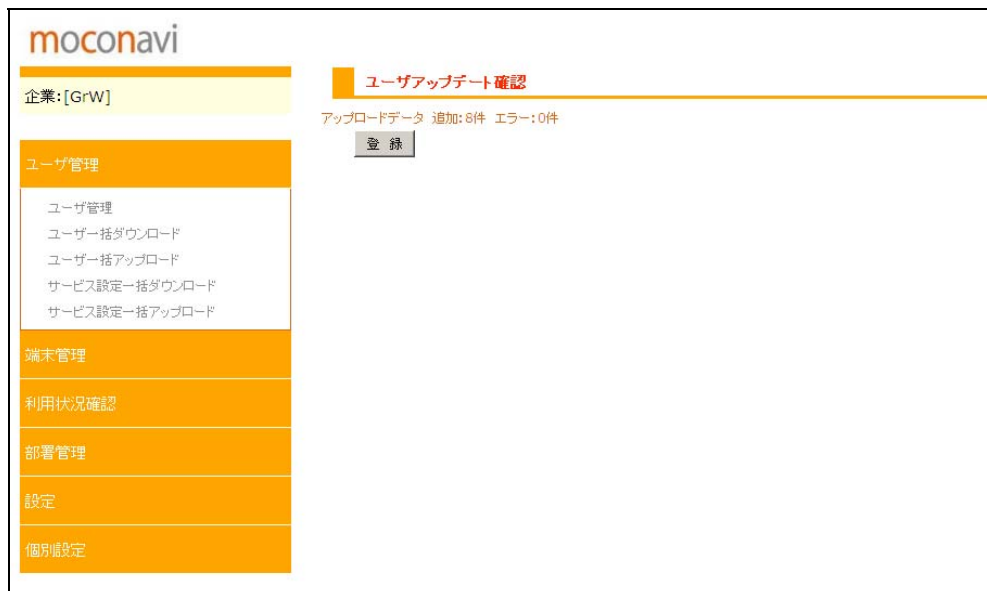 moconavi
企業:[GrW]
ユーザ管理
ユーザ管理
ユーザ一括ダウンロード
ユーザ一括アップロード
サービス設定一括ダウンロード
サービス設定一括アップロード
端末管理
利用状況確認
部署管理
設定
個別設定
ユーザアップデート確認
アップロードデータ 追加:8件 エラー:0件
登 録